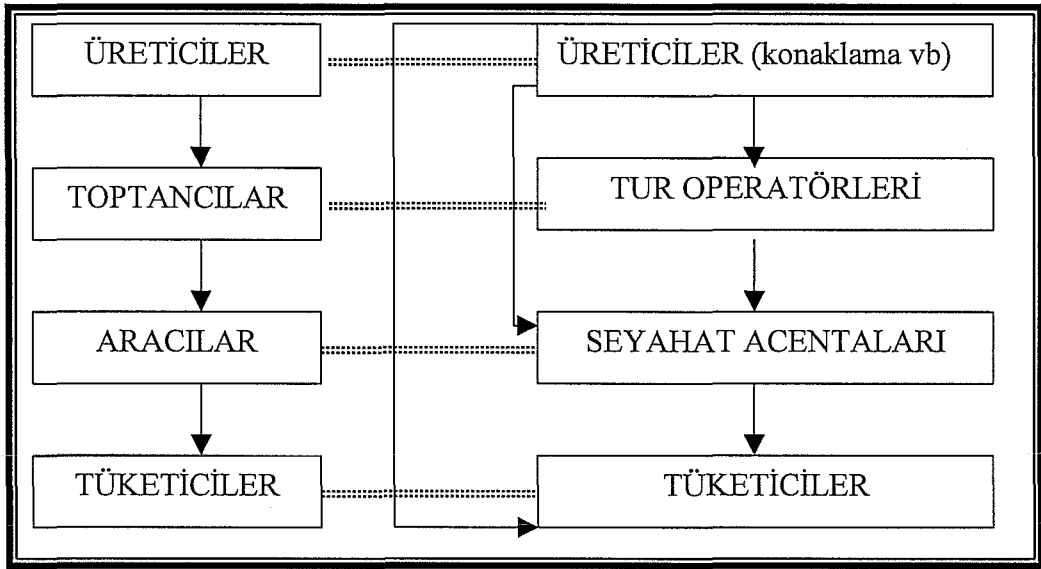 ÜRETİCİLER
ÜRETİCİLER (konaklama vb)
TOPTANCILAR
TUR OPERATÖRLERİ
ARACILAR
SEYAHAT ACENTALARI
TÜKETİCİLER
TÜKETİCİLER